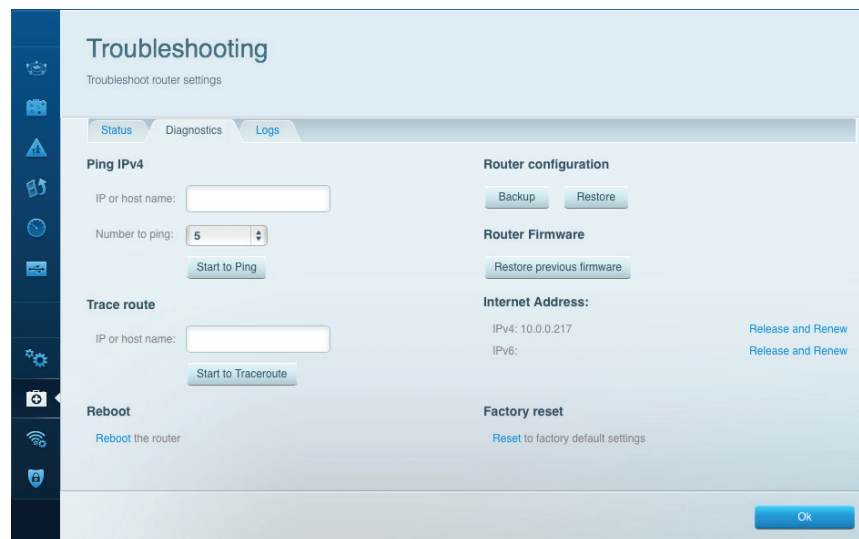 Troubleshooting
Troubleshoot router settings
Status Diagnostics Logs
Ping IPv4
IP or host name:
Number to ping: 5
Start to Ping
Trace route
IP or host name:
Start to Traceroute
Reboot
Reboot the router
Router configuration
Backup Restore
Router Firmware
Restore previous firmware
Internet Address:
IPv4: 10.0.0.217 Release and Renew
IPv6: Release and Renew
Factory reset
Reset to factory default settings
Ok